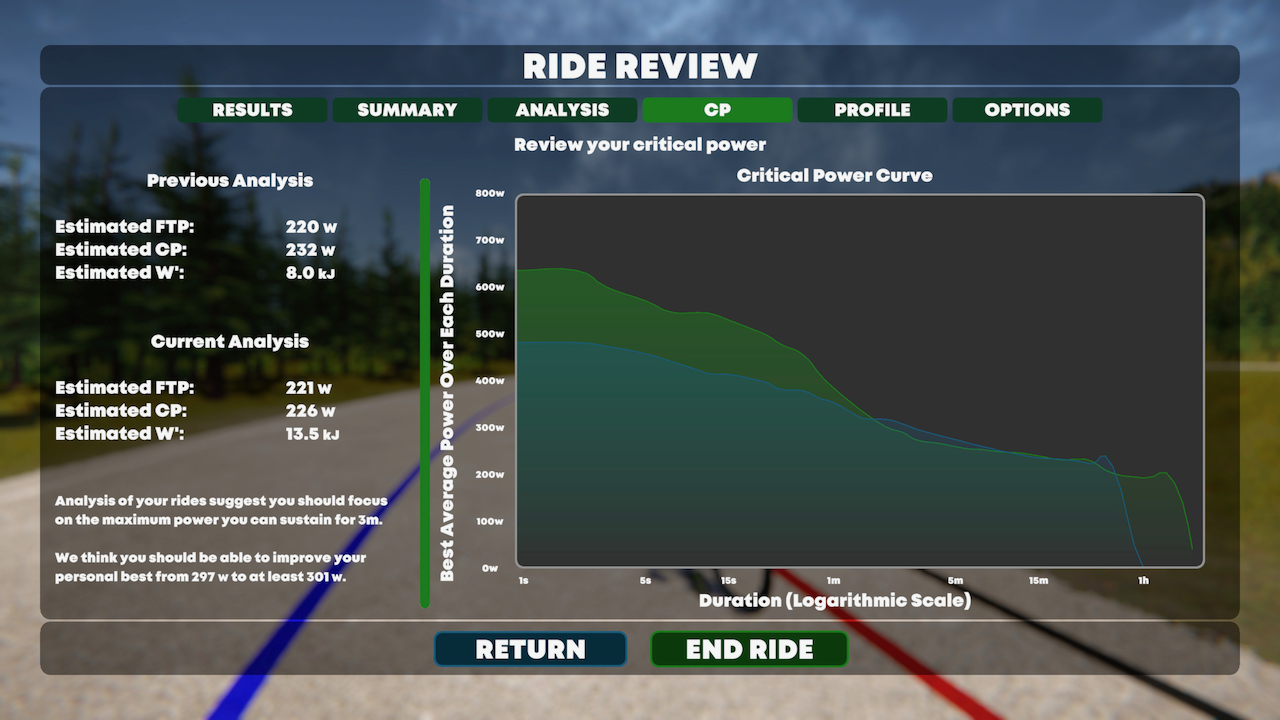 RIDE REVIEW
RESULTS SUMMARY ANALYSIS CP PROFILE OPTIONS
Review your critical power
Previous Analysis
Estimated FTP: 220 w
Estimated CP: 232 w
Estimated W': 8.0 kJ
Current Analysis
Estimated FTP: 221 w
Estimated CP: 226 w
Estimated W': 13.5 kJ
Analysis of your rides suggest you should focus
on the maximum power you can sustain for 3m.
We think you should be able to improve your
personal best from 297 w to at least 301 w.
Critical Power Curve
Best Average Power Over Each Duration
800w
700w
600w
500w
400w
300w
200w
100w
0w
1s 5s 15s 1m 5m 15m 1h
Duration (Logarithmic Scale)
RETURN END RIDE